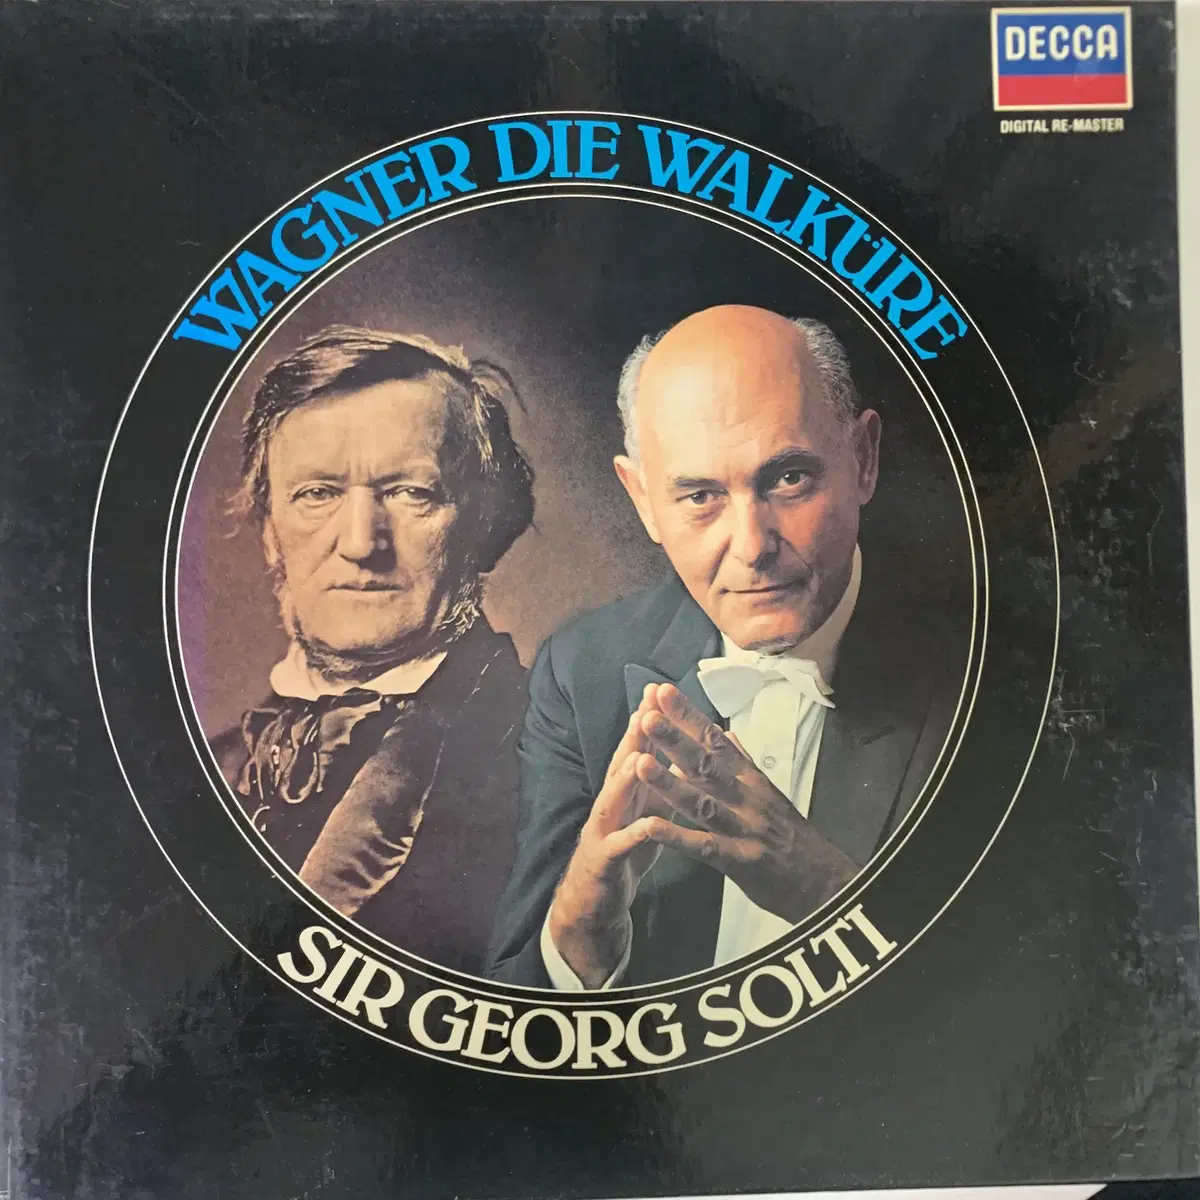 DECCA
DIGITAL RE-MASTER
WAGNER DIE WALKÜRE
SIR GEORG SOLTI